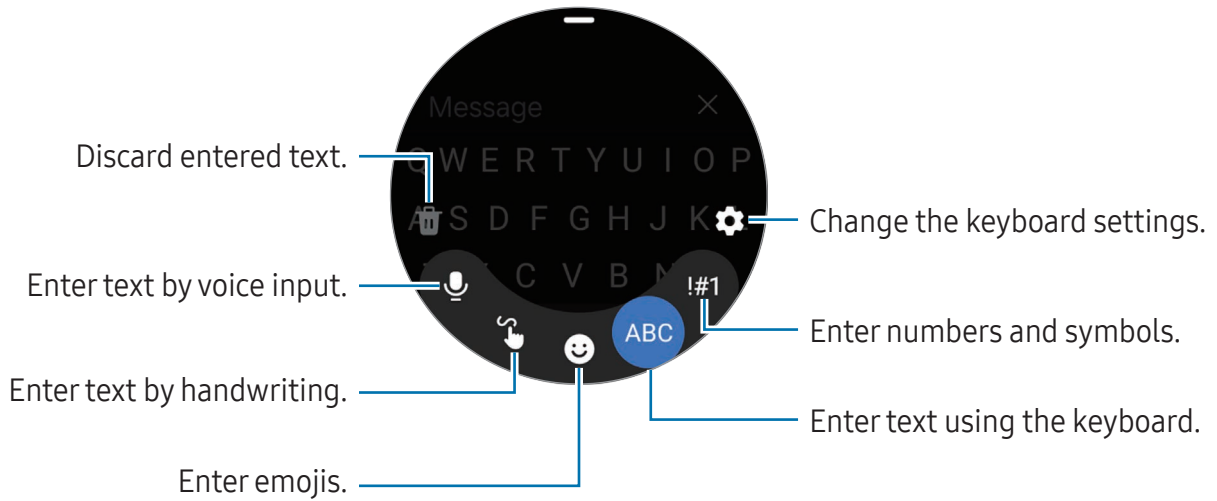 Message
Discard entered text.
Q W E R T Y U I O P
A S D F G H J K
Change the keyboard settings.
Enter text by voice input.
C V B N
!#1
ABC
Enter numbers and symbols.
Enter text by handwriting.
Enter text using the keyboard.
Enter emojis.